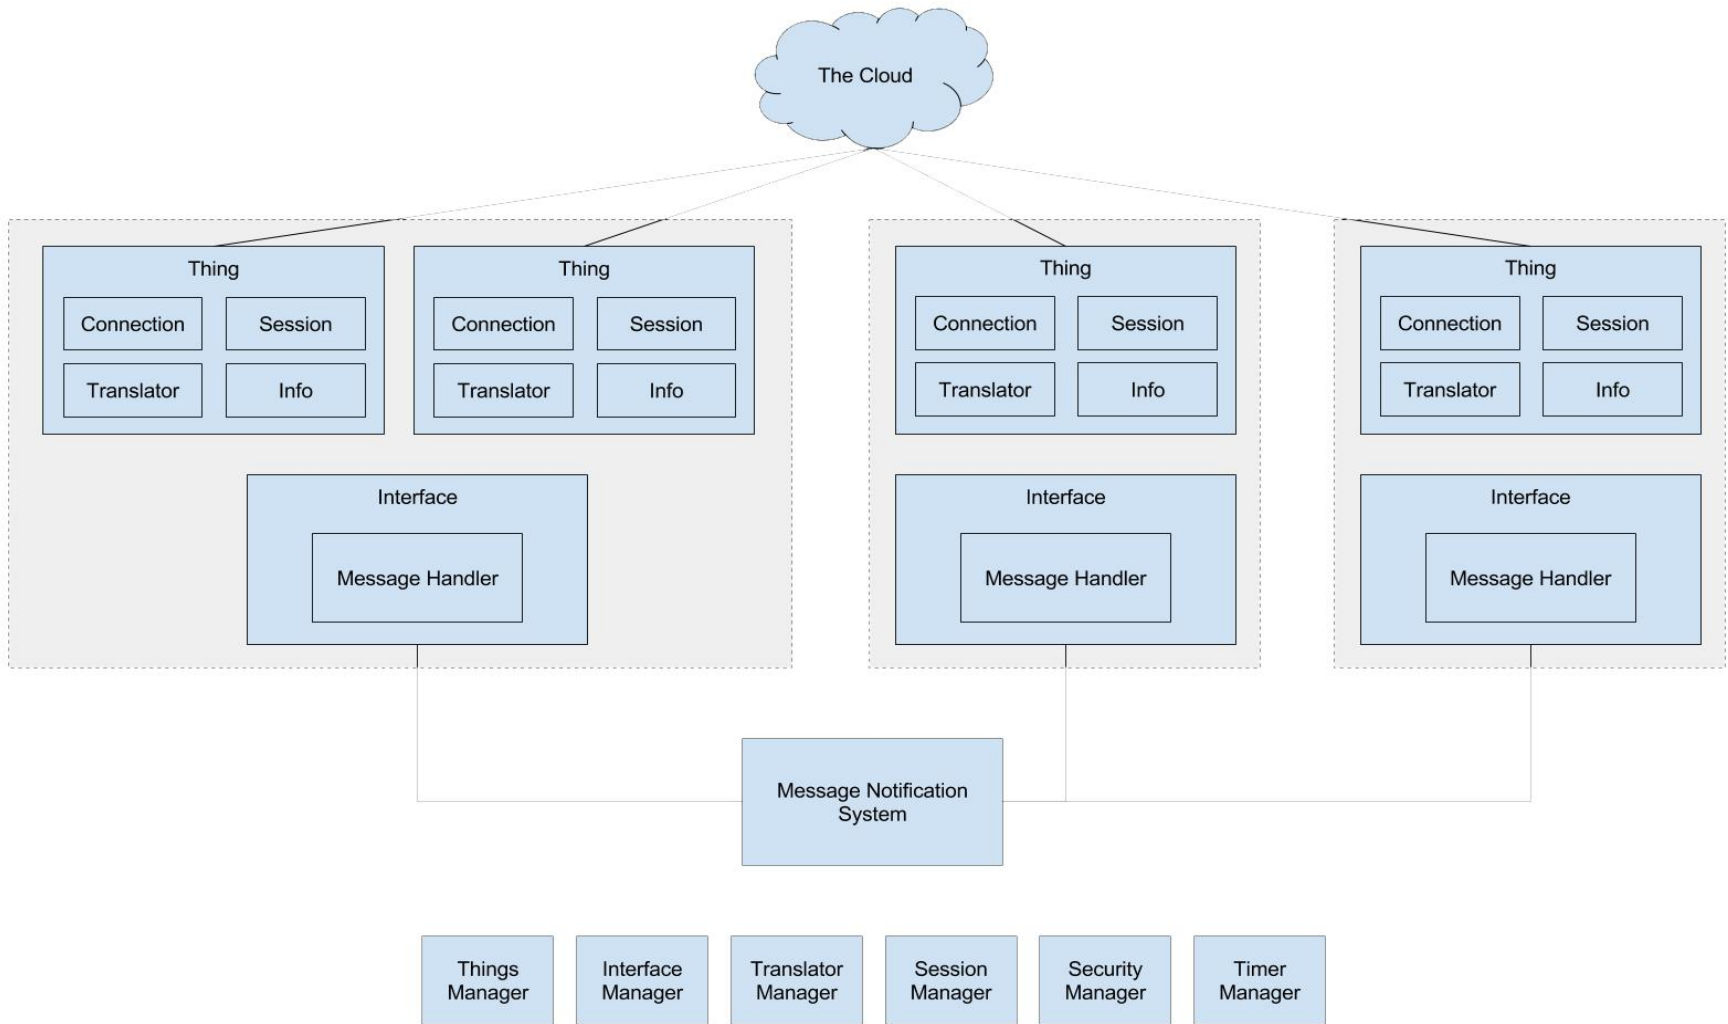 The Cloud
Thing
Thing
Thing
Thing
Connection
Session
Connection
Session
Connection
Session
Connection
Session
Translator
Info
Translator
Info
Translator
Info
Translator
Info
Interface
Interface
Interface
Message Handler
Message Handler
Message Handler
Message Notification
System
Things
Manager
Interface
Manager
Translator
Manager
Session
Manager
Security
Manager
Timer
Manager